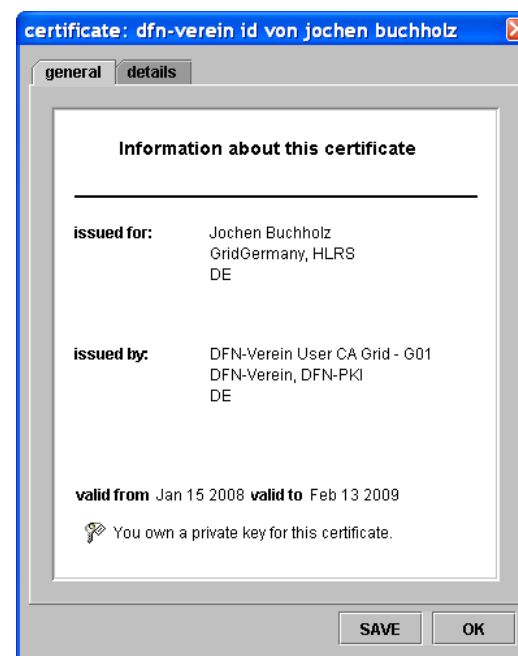 certificate: dfn-verein id von jochen buchholz
general details
Information about this certificate
issued for: Jochen Buchholz
GridGermany, HLRS
DE
issued by: DFN-Verein User CA Grid - G01
DFN-Verein, DFN-PKI
DE
valid from Jan 15 2008 valid to Feb 13 2009
You own a private key for this certificate.
SAVE OK